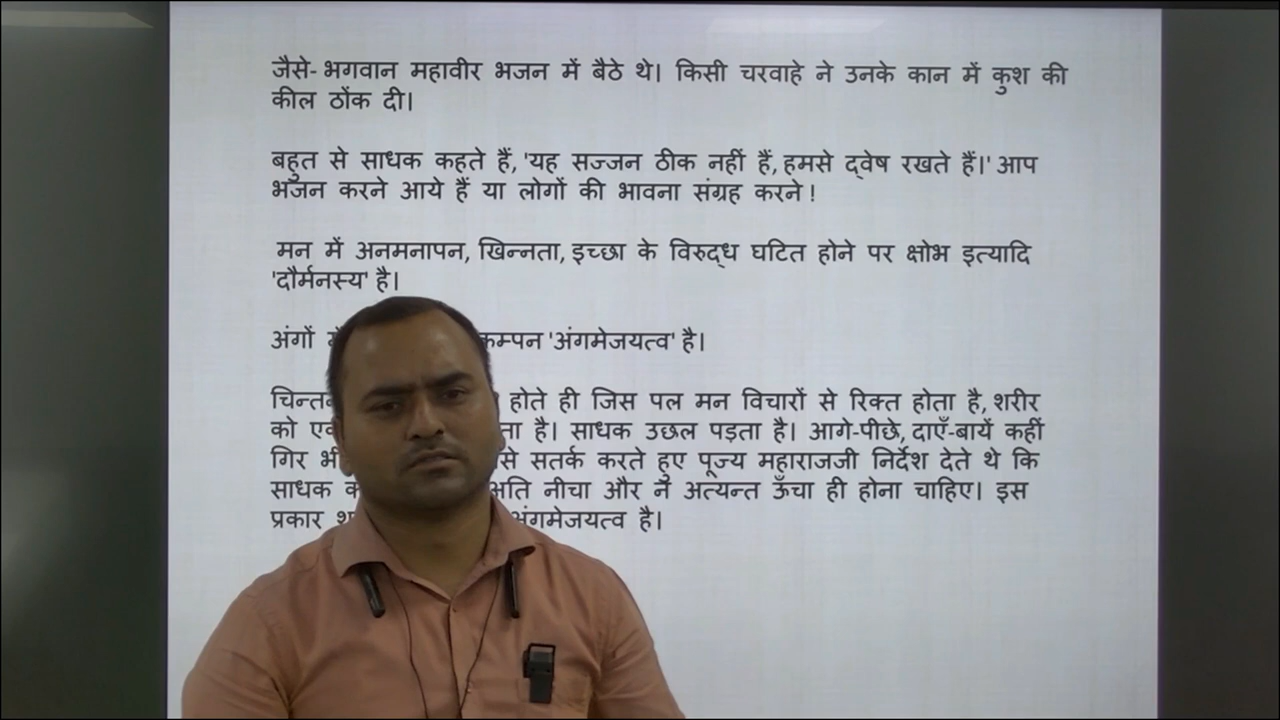 जैसे- भगवान महावीर भजन में बैठे थे। किसी चरवाहे ने उनके कान में कुश की
कील ठोंक दी।
बहुत से साधक कहते हैं, 'यह सज्जन ठीक नहीं हैं, हमसे द्वेष रखते हैं।' आप
भजन करने आये हैं या लोगों की भावना संग्रह करने !
मन में अनमनापन, खिन्नता, इच्छा के विरुद्ध घटित होने पर क्षोभ इत्यादि
'दौर्मनस्य' है।
अंगों कम्पन 'अंगमेजयत्व' है।
होते ही जिस पल मन विचारों से रिक्त होता है, शरीर
को है। साधक उछल पड़ता है। आगे-पीछे, दाएँ-बायें कहीं
गिर से सतर्क करते हुए पूज्य महाराजजी निर्देश देते थे कि
साधक अति नीचा और न अत्यन्त ऊँचा ही होना चाहिए। इस
प्रकार अंगमेजयत्व है।